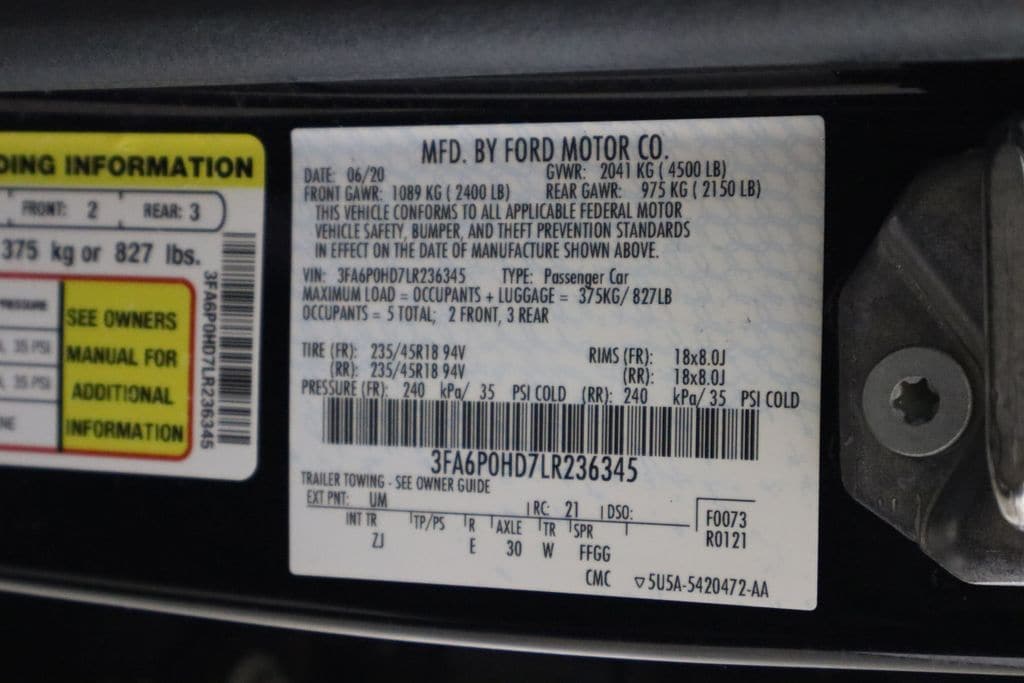 DING INFORMATION
FRONT: 2 REAR: 3
375 kg or 827 lbs.
35 PSI
35 PSI
SEE OWNERS
MANUAL FOR
ADDITIONAL
INFORMATION
3FA6P0HD7LR236345
MFD. BY FORD MOTOR CO.
DATE: 06/20 GVWR: 2041 KG ( 4500 LB)
FRONT GAWR: 1089 KG ( 2400 LB) REAR GAWR: 975 KG ( 2150 LB)
THIS VEHICLE CONFORMS TO ALL APPLICABLE FEDERAL MOTOR
VEHICLE SAFETY, BUMPER, AND THEFT PREVENTION STANDARDS
IN EFFECT ON THE DATE OF MANUFACTURE SHOWN ABOVE.
VIN: 3FA6P0HD7LR236345 TYPE: Passenger Car
MAXIMUM LOAD = OCCUPANTS + LUGGAGE = 375KG/ 827LB
OCCUPANTS = 5 TOTAL; 2 FRONT, 3 REAR
TIRE (FR): 235/45R18 94V RIMS (FR): 18x8.0J
(RR): 235/45R18 94V (RR): 18x8.0J
PRESSURE (FR): 240 kPa/ 35 PSI COLD (RR): 240 kPa/ 35 PSI COLD
3FA6P0HD7LR236345
TRAILER TOWING - SEE OWNER GUIDE
EXT PNT: UM RC: 21 DSO:
INT TR TP/PS R AXLE TR SPR
ZJ E 30 W FFGG
F0073
R0121
CMC ▽5U5A-5420472-AA